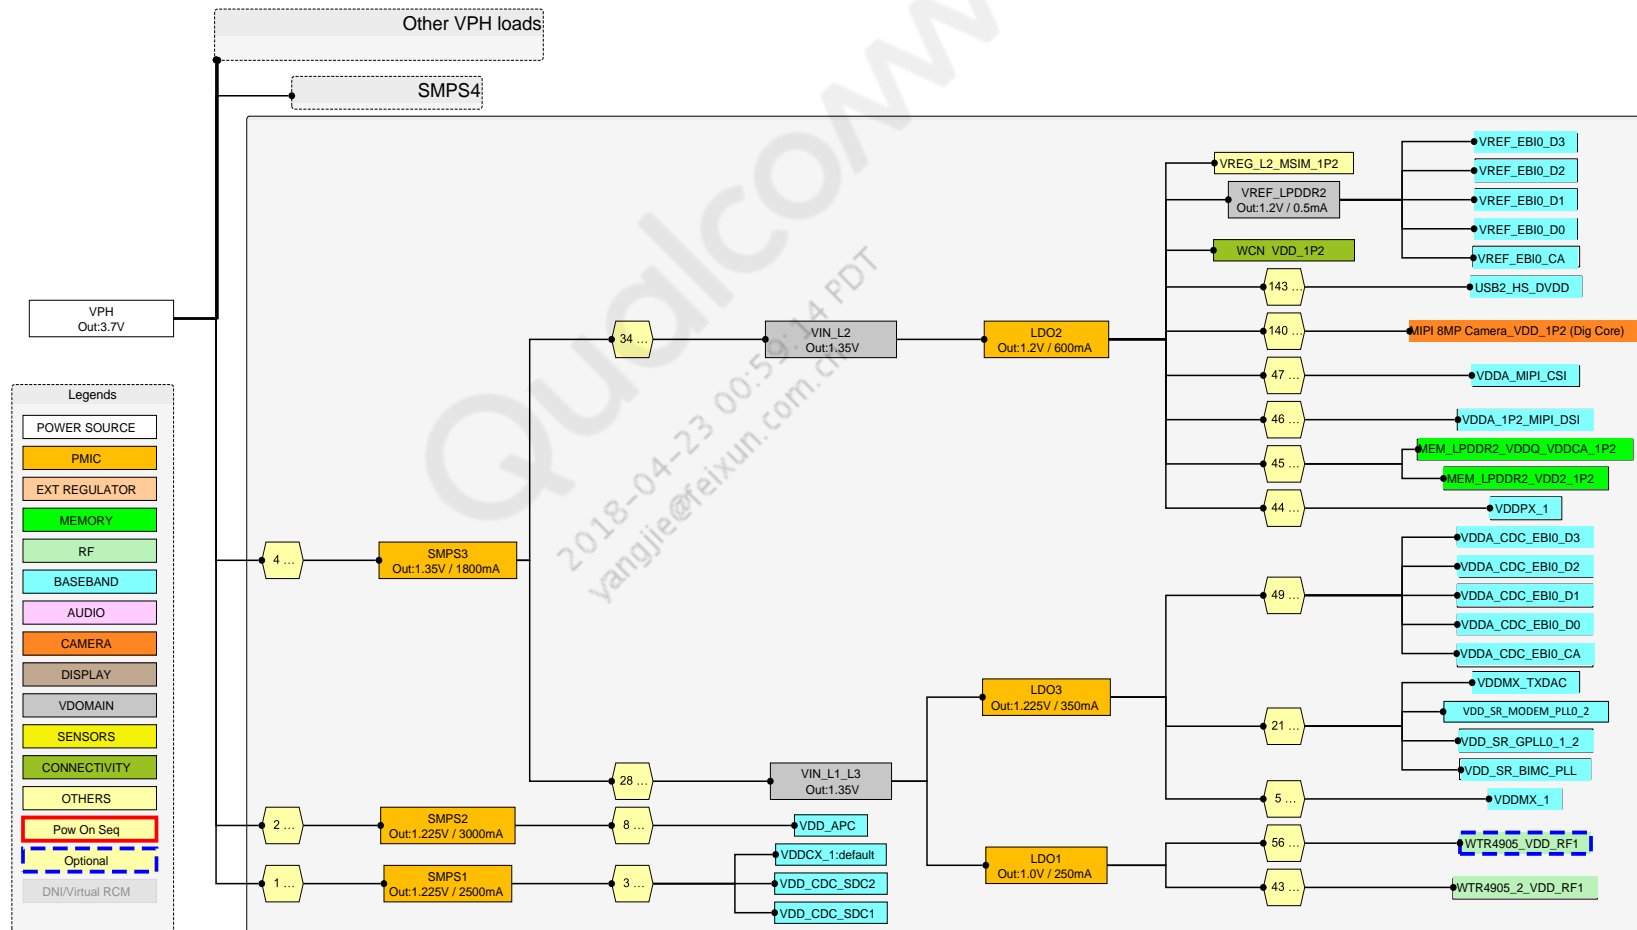 Other VPH loads
SMPS4
VPH
Out:3.7V
Legends
POWER SOURCE
PMIC
EXT REGULATOR
MEMORY
RF
BASEBAND
AUDIO
CAMERA
DISPLAY
VDOMAIN
SENSORS
CONNECTIVITY
OTHERS
Pow On Seq
Optional
DNI/Virtual RCM
4 ...
SMPS3
Out:1.35V / 1800mA
2 ...
SMPS2
Out:1.225V / 3000mA
1 ...
SMPS1
Out:1.225V / 2500mA
34 ...
VIN_L2
Out:1.35V
28 ...
VIN_L1_L3
Out:1.35V
8 ...
VDD_APC
3 ...
VDDCX_1:default
VDD_CDC_SDC2
VDD_CDC_SDC1
LDO2
Out:1.2V / 600mA
LDO3
Out:1.225V / 350mA
LDO1
Out:1.0V / 250mA
VREG_L2_MSIM_1P2
VREF_LPDDR2
Out:1.2V / 0.5mA
VREF_EBI0_D3
VREF_EBI0_D2
VREF_EBI0_D1
VREF_EBI0_D0
VREF_EBI0_CA
WCN VDD_1P2
143 ...
USB2_HS_DVDD
140 ...
MIPI 8MP Camera_VDD_1P2 (Dig Core)
47 ...
VDDA_MIPI_CSI
46 ...
VDDA_1P2_MIPI_DSI
45 ...
MEM_LPDDR2_VDDQ_VDDCA_1P2
MEM_LPDDR2_VDD2_1P2
44 ...
VDDPX_1
49 ...
VDDA_CDC_EBI0_D3
VDDA_CDC_EBI0_D2
VDDA_CDC_EBI0_D1
VDDA_CDC_EBI0_D0
VDDA_CDC_EBI0_CA
21 ...
VDDMX_TXDAC
VDD_SR_MODEM_PLL0_2
VDD_SR_GPLL0_1_2
VDD_SR_BIMC_PLL
5 ...
VDDMX_1
56 ...
WTR4905_VDD_RF1
43 ...
WTR4905_2_VDD_RF1
Qualcom
2018-04-23 00:59:14 PDT
yangjie@feixun.com.cn